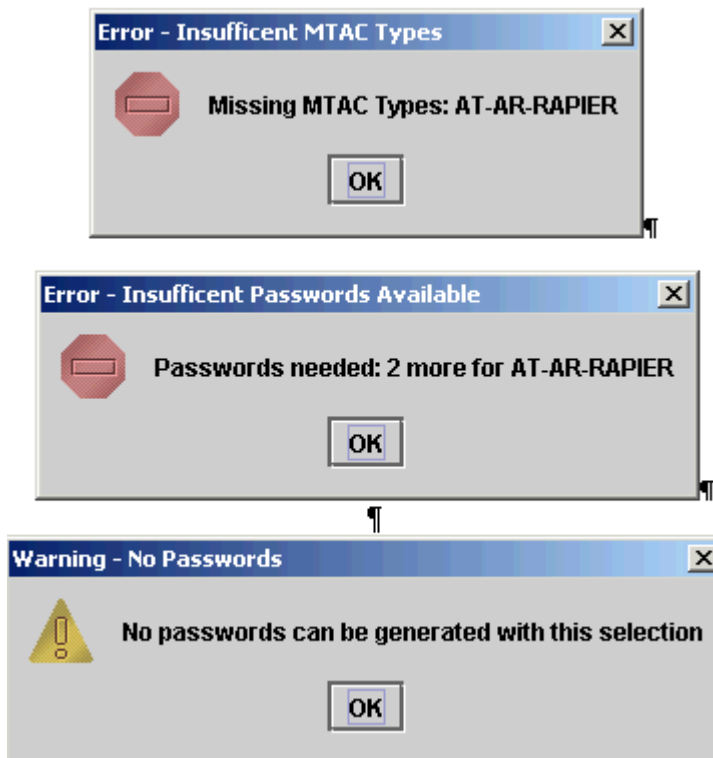 Error - Insufficent MTAC Types
Missing MTAC Types: AT-AR-RAPIER
OK
¶
Error - Insufficent Passwords Available
Passwords needed: 2 more for AT-AR-RAPIER
OK
¶
¶
Warning - No Passwords
No passwords can be generated with this selection
OK